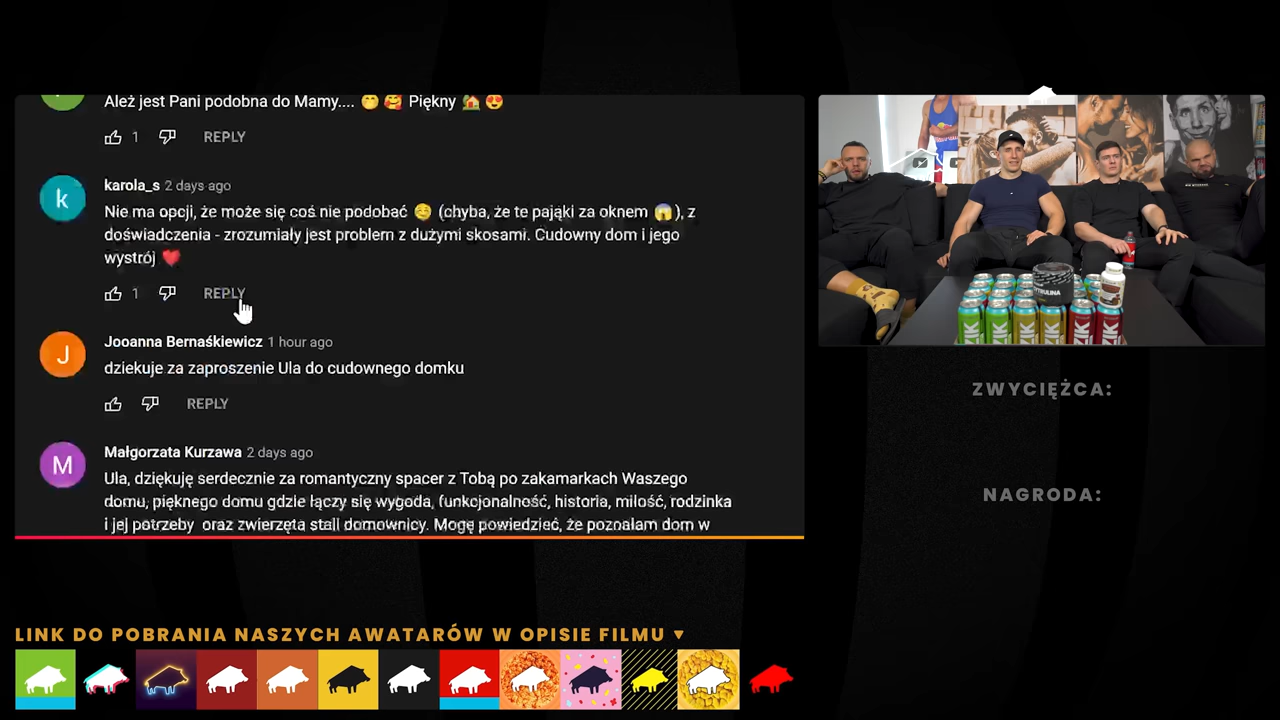 Ależ jest Pani podobna do Mamy.... 🤭 🥰 Piękny 🏡 😍
1 REPLY
karola_s 2 days ago
Nie ma opcji, że może się coś nie podobać ☺️ (chyba, że te pająki za oknem 😱), z
doświadczenia - zrozumiały jest problem z dużymi skosami. Cudowny dom i jego
wystrój ❤️
1 REPLY
Jooanna Bernaśkiewicz 1 hour ago
dziekuje za zaproszenie Ula do cudownego domku
REPLY
Małgorzata Kurzawa 2 days ago
Ula, dziękuję serdecznie za romantyczny spacer z Tobą po zakamarkach Waszego
domu, pięknego domu gdzie łączy się wygoda, funkcjonalność, historia, miłość, rodzinka
i jej potrzeby oraz zwierzęta stali domownicy. Mogę powiedzieć, że poznałam dom w
ZWYCIĘZCA:
NAGRODA:
LINK DO POBRANIA NASZYCH AWATARÓW W OPISIE FILMU ▼